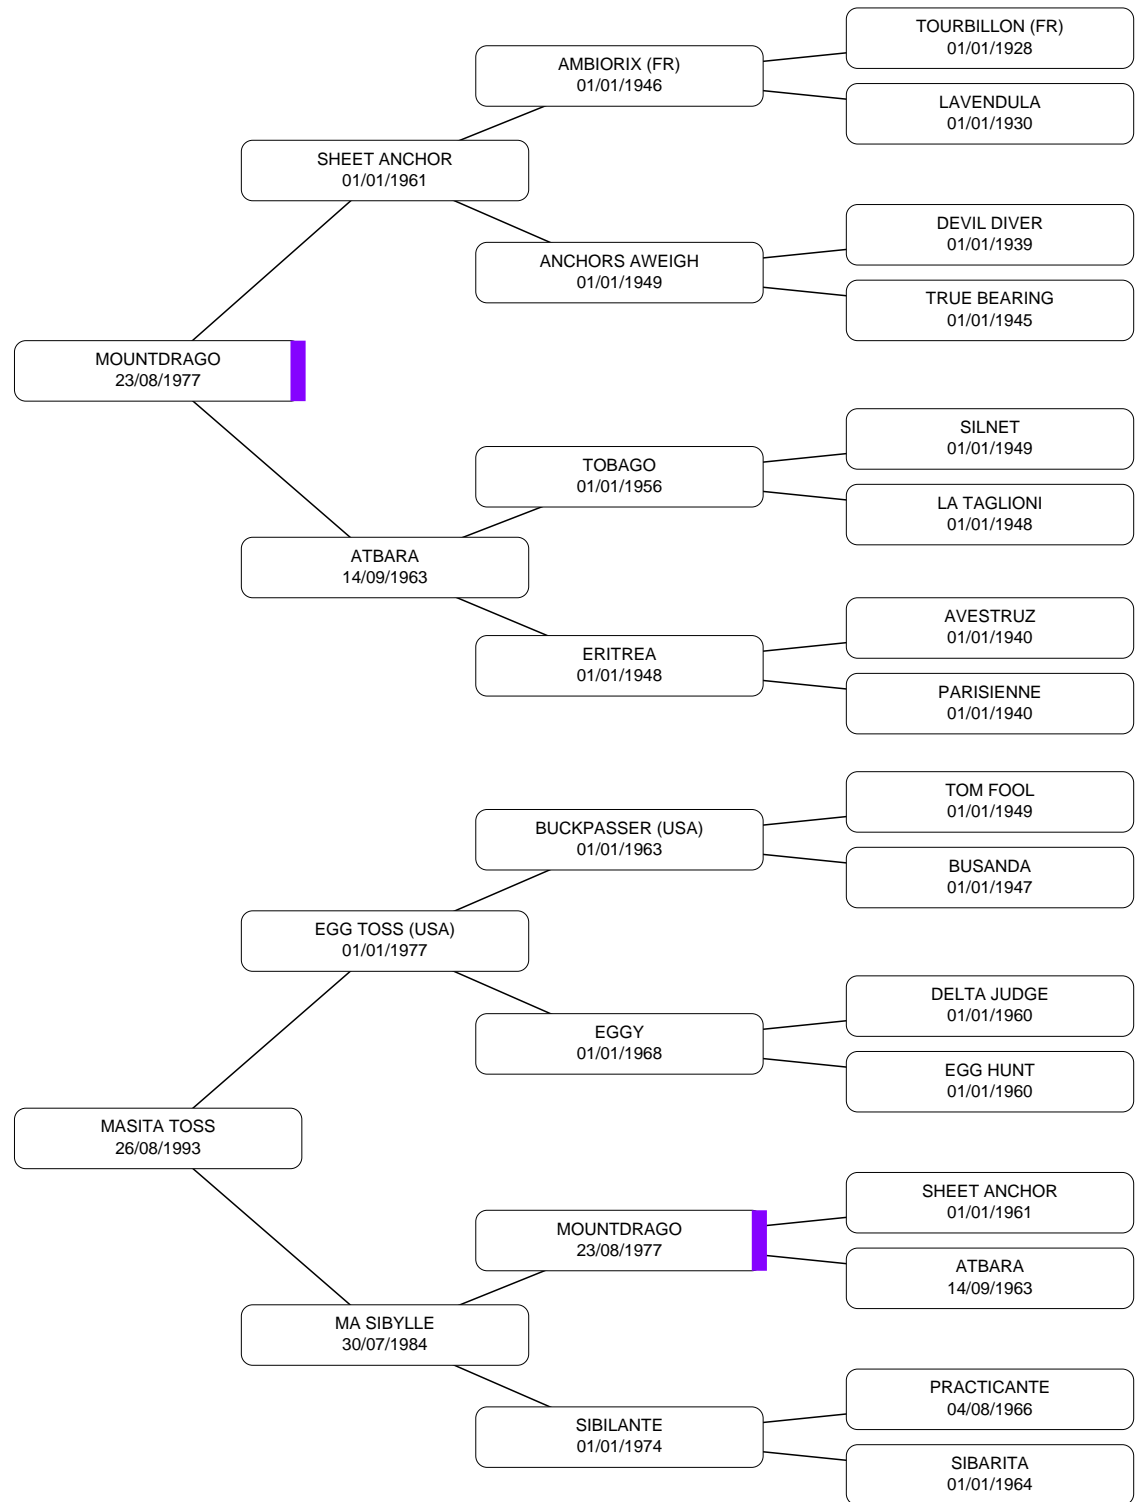 TOURBILLON (FR)
01/01/1928
AMBIORIX (FR)
01/01/1946
LAVENDULA
01/01/1930
SHEET ANCHOR
01/01/1961
DEVIL DIVER
01/01/1939
ANCHORS AWEIGH
01/01/1949
TRUE BEARING
01/01/1945
MOUNTDRAGO
23/08/1977
SILNET
01/01/1949
TOBAGO
01/01/1956
LA TAGLIONI
01/01/1948
ATBARA
14/09/1963
AVESTRUZ
01/01/1940
ERITREA
01/01/1948
PARISIENNE
01/01/1940
TOM FOOL
01/01/1949
BUCKPASSER (USA)
01/01/1963
BUSANDA
01/01/1947
EGG TOSS (USA)
01/01/1977
DELTA JUDGE
01/01/1960
EGGY
01/01/1968
EGG HUNT
01/01/1960
MASITA TOSS
26/08/1993
SHEET ANCHOR
01/01/1961
MOUNTDRAGO
23/08/1977
ATBARA
14/09/1963
MA SIBYLLE
30/07/1984
PRACTICANTE
04/08/1966
SIBILANTE
01/01/1974
SIBARITA
01/01/1964